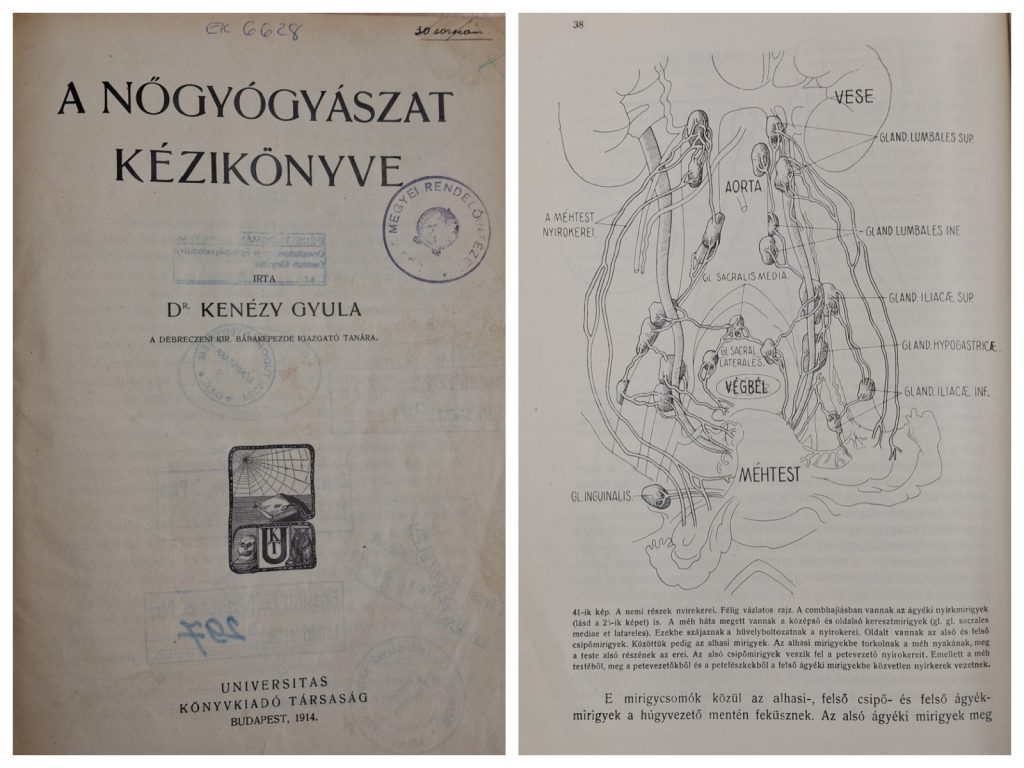 EK 6628
A NŐGYÓGYÁSZAT
KÉZIKÖNYVE
MEGYEI RENDELŐINTÉZE
IRTA
DR. KENÉZY GYULA
A DEBRECZENI KIR. BÁBAKÉPEZDE IGAZGATÓ TANÁRA.
297
UNIVERSITAS
KÖNYVKIADÓ TÁRSASÁG
BUDAPEST, 1914.
38
VESE
GLAND. LUMBALES SUP.
AORTA
A MÉHTEST
NYIROKEREI.
GLAND LUMBALES INF.
GL SACRALIS MEDIA.
GLAND. ILIACÆ SUP.
GL SACRAL
LATERALES.
GLAND. HYPOGASTRICÆ.
VÉGBÉL
GLAND. ILIACÆ INF.
MÉHTEST
GL. INGUINALIS.
41-ik kép. A nemi részek nyirokerei. Félig vázlatos rajz. A combhajlásban vannak az ágyéki nyirkmirigyek
(lásd a 25-ik képet) is. A méh háta megett vannak a középső és oldalsó keresztmirigyek (gl. gl. sacrales
mediae et latareles). Ezekbe szájaznak a hüvelyboltozatnak a nyirokerei. Oldalt vannak az alsó és felső
csipőmirigyek. Közöttük pedig az alhasi mirigyek. Az alhasi mirigyekbe torkolnak a méh nyakának, meg
a teste alsó részének az erei. Az alsó csipőmirigyek veszik fel a petevezető nyirokereit. Emellett a méh
testéből, meg a petevezetőkből és a petefészkekből a felső ágyéki mirigyekbe közvetlen nyirkerek vezetnek.
E mirigycsomók közül az alhasi-, felső csipő- és felső ágyék-
mirigyek a húgyvezető mentén feküsznek. Az alsó ágyéki mirigyek meg